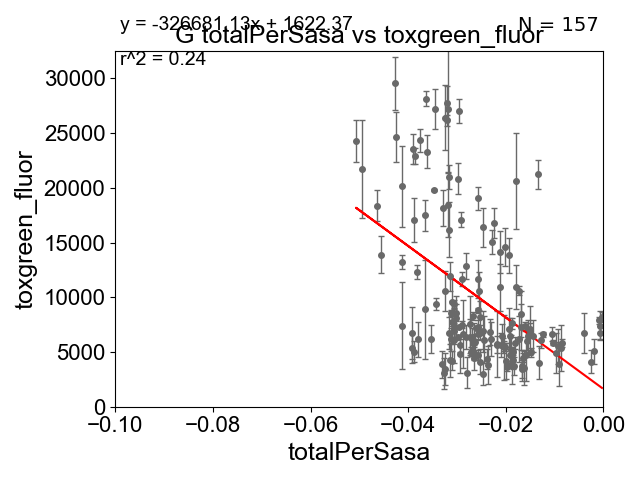 y = -326681.13x + 1622.37
N = 157
G totalPerSasa vs toxgreen_fluor
r^2 = 0.24
30000
25000
20000
15000
10000
5000
0
toxgreen_fluor
−0.10 −0.08 −0.06 −0.04 −0.02 0.00
totalPerSasa